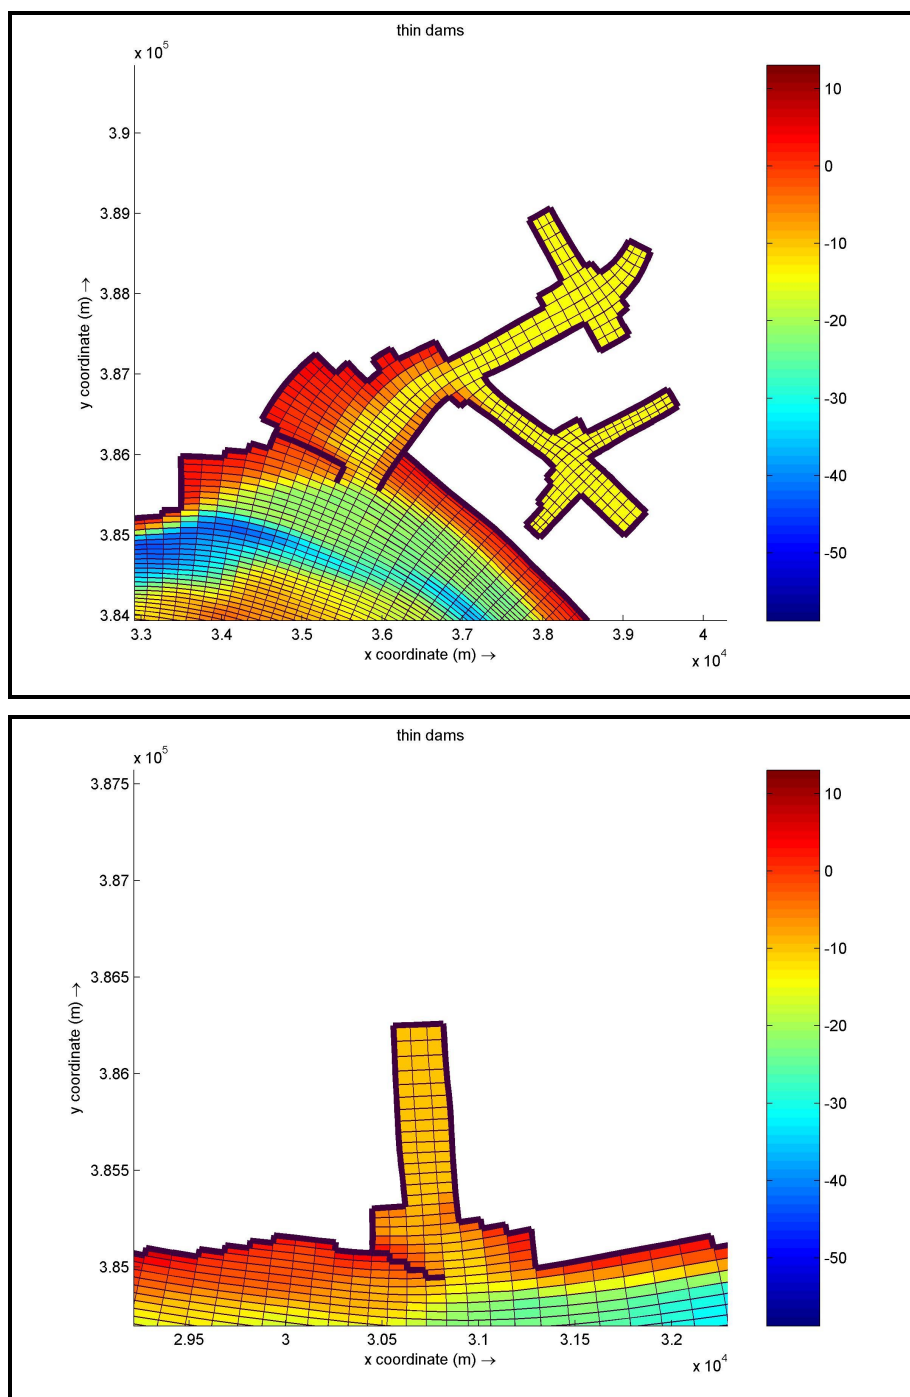 thin dams
x 10^5
3.9
3.89
3.88
3.87
3.86
3.85
3.84
y coordinate (m) →
3.3 3.4 3.5 3.6 3.7 3.8 3.9 4
x coordinate (m) →
x 10^4
10
0
-10
-20
-30
-40
-50
thin dams
x 10^5
3.875
3.87
3.865
3.86
3.855
3.85
y coordinate (m) →
2.95 3 3.05 3.1 3.15 3.2
x coordinate (m) →
x 10^4
10
0
-10
-20
-30
-40
-50